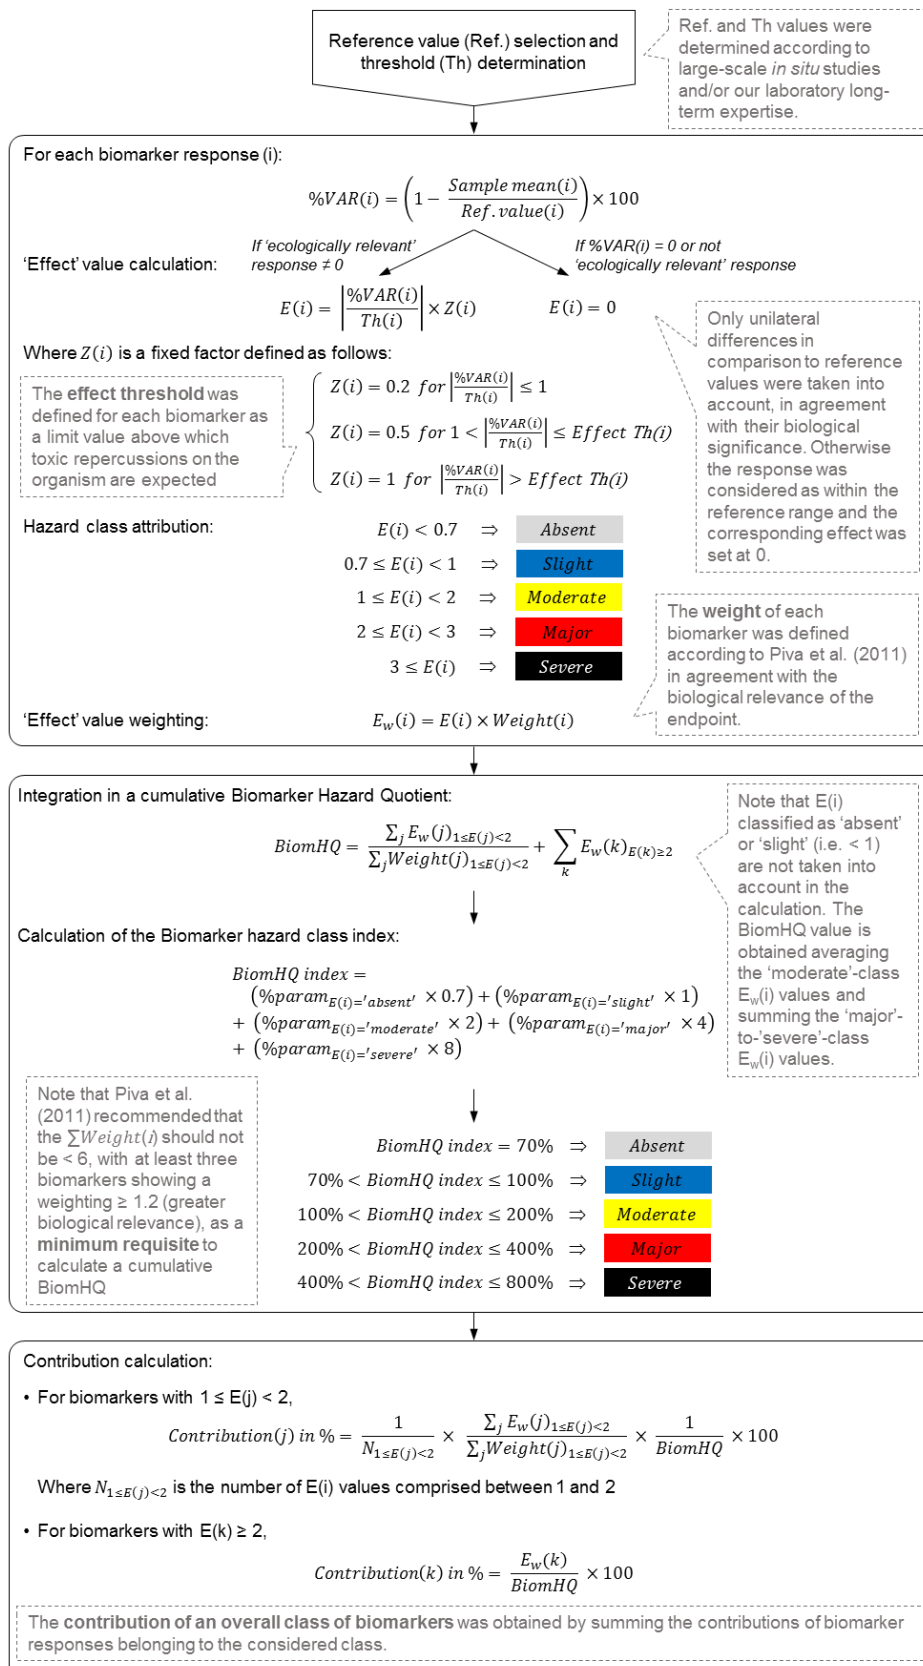 Reference value (Ref.) selection and
threshold (Th) determination
Ref. and Th values were
determined according to
large-scale in situ studies
and/or our laboratory long-
term expertise.
For each biomarker response (i):
%VAR(i) = (1 − Sample mean(i) / Ref. value(i)) × 100
If ‘ecologically relevant’
response ≠ 0
If %VAR(i) = 0 or not
‘ecologically relevant’ response
‘Effect’ value calculation:
E(i) = |%VAR(i) / Th(i)| × Z(i)
E(i) = 0
Only unilateral
differences in
comparison to reference
values were taken into
account, in agreement
with their biological
significance. Otherwise
the response was
considered as within the
reference range and the
corresponding effect was
set at 0.
Where Z(i) is a fixed factor defined as follows:
The effect threshold was
defined for each biomarker as
a limit value above which
toxic repercussions on the
organism are expected
Z(i) = 0.2 for |%VAR(i) / Th(i)| ≤ 1
Z(i) = 0.5 for 1 < |%VAR(i) / Th(i)| ≤ Effect Th(i)
Z(i) = 1 for |%VAR(i) / Th(i)| > Effect Th(i)
Hazard class attribution:
E(i) < 0.7 ⇒ Absent
0.7 ≤ E(i) < 1 ⇒ Slight
1 ≤ E(i) < 2 ⇒ Moderate
2 ≤ E(i) < 3 ⇒ Major
3 ≤ E(i) ⇒ Severe
The weight of each
biomarker was defined
according to Piva et al. (2011)
in agreement with the
biological relevance of the
endpoint.
‘Effect’ value weighting:
E_w(i) = E(i) × Weight(i)
Integration in a cumulative Biomarker Hazard Quotient:
BiomHQ = ∑_j E_w(j)_{1≤E(j)<2} / ∑_j Weight(j)_{1≤E(j)<2} + ∑_k E_w(k)_{E(k)≥2}
Note that E(i)
classified as ‘absent’
or ‘slight’ (i.e. < 1)
are not taken into
account in the
calculation. The
BiomHQ value is
obtained averaging
the ‘moderate’-class
E_w(i) values and
summing the ‘major’-
to-‘severe’-class
E_w(i) values.
Calculation of the Biomarker hazard class index:
BiomHQ index =
(%param_{E(i)='absent'} × 0.7) + (%param_{E(i)='slight'} × 1)
+ (%param_{E(i)='moderate'} × 2) + (%param_{E(i)='major'} × 4)
+ (%param_{E(i)='severe'} × 8)
Note that Piva et al.
(2011) recommended that
the ∑Weight(i) should not
be < 6, with at least three
biomarkers showing a
weighting ≥ 1.2 (greater
biological relevance), as a
minimum requisite to
calculate a cumulative
BiomHQ
BiomHQ index = 70% ⇒ Absent
70% < BiomHQ index ≤ 100% ⇒ Slight
100% < BiomHQ index ≤ 200% ⇒ Moderate
200% < BiomHQ index ≤ 400% ⇒ Major
400% < BiomHQ index ≤ 800% ⇒ Severe
Contribution calculation:
• For biomarkers with 1 ≤ E(j) < 2,
Contribution(j) in % = 1 / N_{1≤E(j)<2} × ∑_j E_w(j)_{1≤E(j)<2} / ∑_j Weight(j)_{1≤E(j)<2} × 1 / BiomHQ × 100
Where N_{1≤E(j)<2} is the number of E(i) values comprised between 1 and 2
• For biomarkers with E(k) ≥ 2,
Contribution(k) in % = E_w(k) / BiomHQ × 100
The contribution of an overall class of biomarkers was obtained by summing the contributions of biomarker
responses belonging to the considered class.